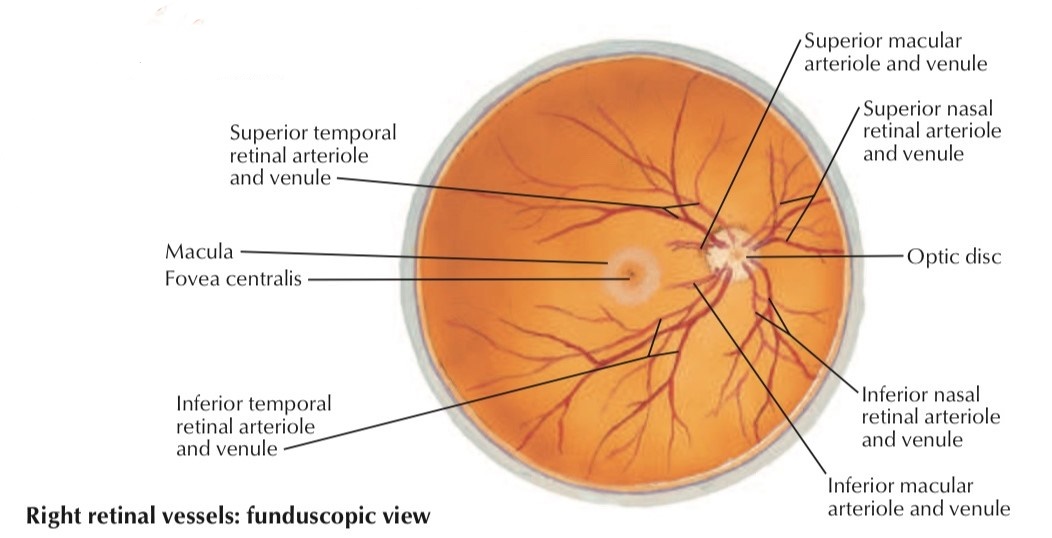 Superior macular
arteriole and venule
Superior nasal
retinal arteriole
and venule
Superior temporal
retinal arteriole
and venule
Macula
Fovea centralis
Optic disc
Inferior temporal
retinal arteriole
and venule
Inferior nasal
retinal arteriole
and venule
Inferior macular
arteriole and venule
Right retinal vessels: funduscopic view